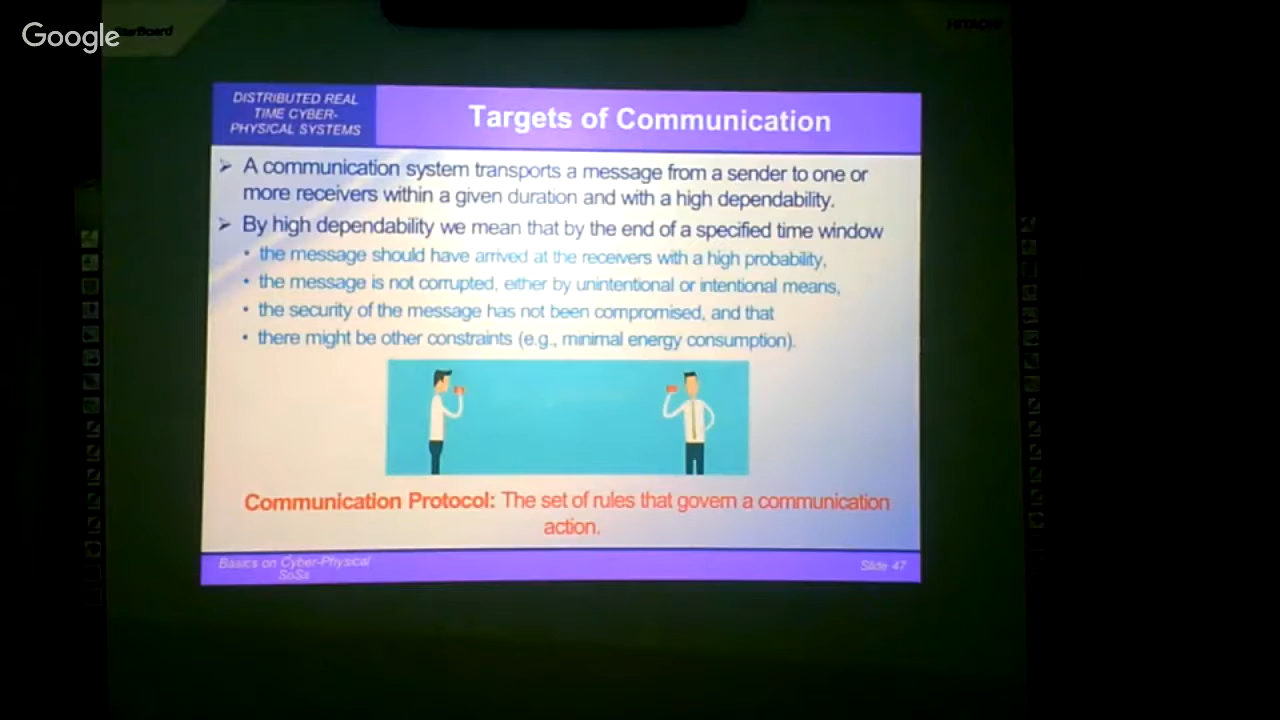 Google
StarBoard
HITACHI
DISTRIBUTED REAL
TIME CYBER-
PHYSICAL SYSTEMS
Targets of Communication
➢ A communication system transports a message from a sender to one or
more receivers within a given duration and with a high dependability.
➢ By high dependability we mean that by the end of a specified time window
• the message should have arrived at the receivers with a high probability,
• the message is not corrupted, either by unintentional or intentional means,
• the security of the message has not been compromised, and that
• there might be other constraints (e.g., minimal energy consumption).
Communication Protocol: The set of rules that govern a communication
action.
Basics on Cyber-Physical
SoSs
Slide 47